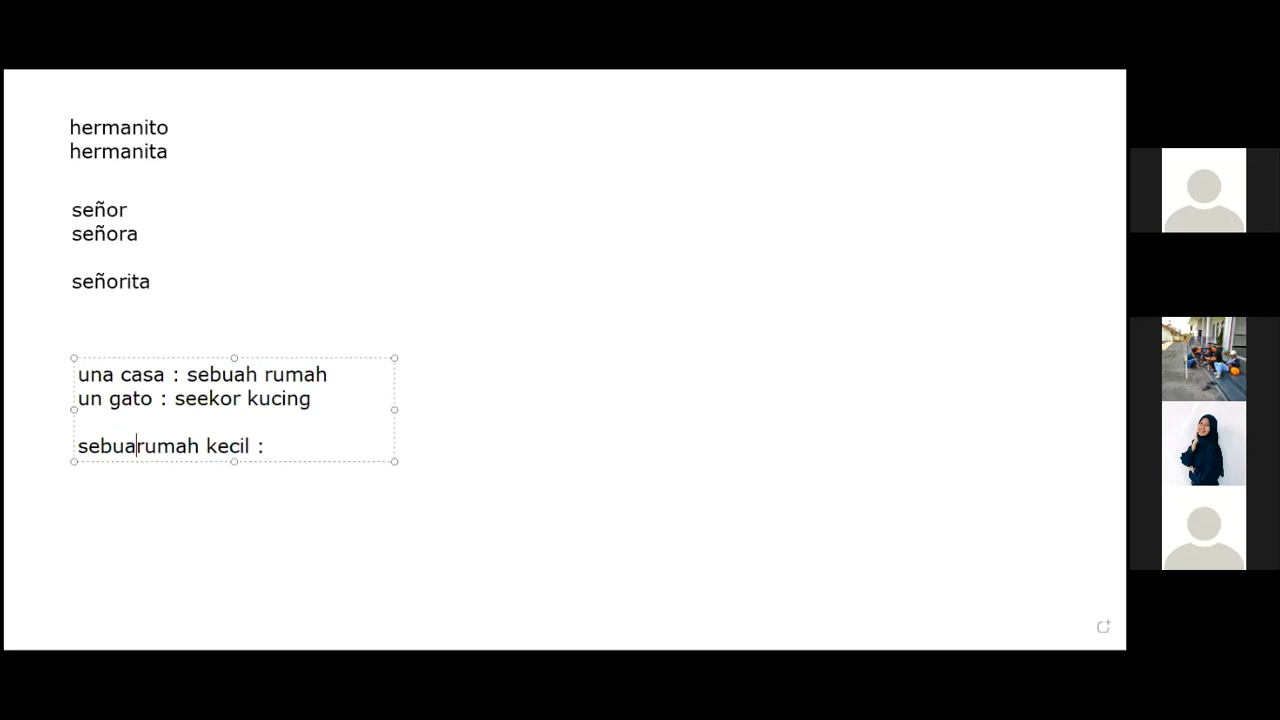 hermanito
hermanita
señor
señora
señorita
una casa : sebuah rumah
un gato : seekor kucing
sebuarumah kecil :